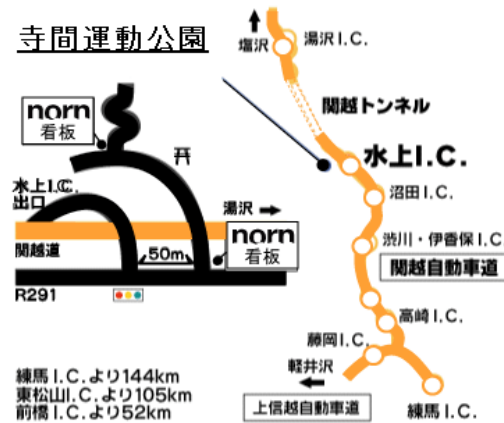 寺間運動公園
norn
看板
水上I.C.
出口
湯沢
関越道
norn
看板
50m
R291
練馬I.C.より144km
東松山I.C.より105km
前橋I.C.より52km
塩沢
湯沢I.C.
関越トンネル
水上I.C.
沼田I.C.
渋川・伊香保I.C
関越自動車道
高崎I.C.
藤岡I.C.
軽井沢
上信越自動車道
練馬I.C.